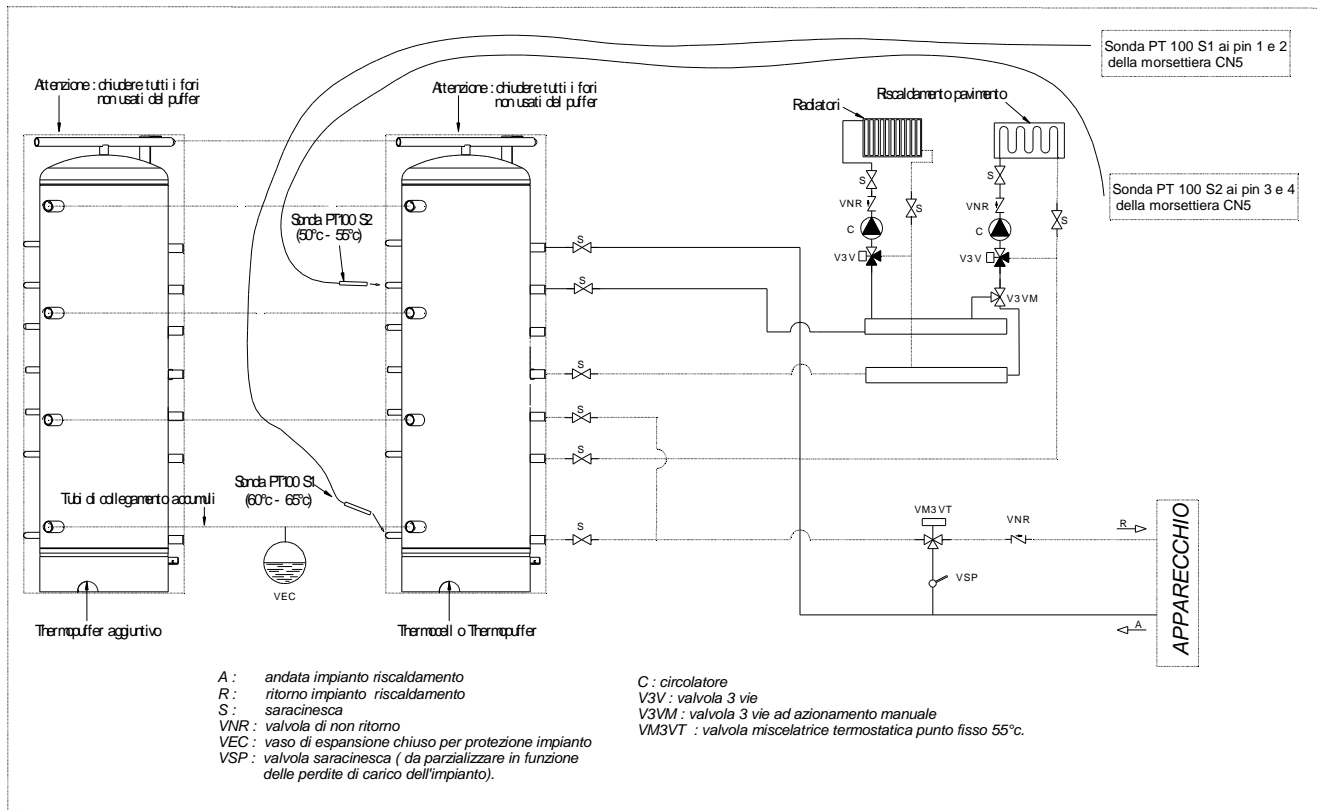 Sonda PT 100 S1 ai pin 1 e 2
della morsettiera CN5
Attenzione : chiudere tutti i fori
non usati del puffer
Attenzione : chiudere tutti i fori
non usati del puffer
Radiatori
Riscaldamento pavimento
Sonda PT 100 S2 ai pin 3 e 4
della morsettiera CN5
S
S
VNR
S
VNR
S
C
C
V3V
V3V
V3VM
Sonda PT100 S2
(50°c - 55°c)
S
S
S
S
S
Sonda PT100 S1
(60°c - 65°c)
Tubi di collegamento accumuli
S
VM3VT
VNR
R
VSP
VEC
A
APPARECCHIO
Thermopuffer aggiuntivo
Thermocell o Thermopuffer
A : andata impianto riscaldamento
R : ritorno impianto riscaldamento
S : saracinesca
VNR : valvola di non ritorno
VEC : vaso di espansione chiuso per protezione impianto
VSP : valvola saracinesca ( da parzializzare in funzione
delle perdite di carico dell'impianto).
C : circolatore
V3V : valvola 3 vie
V3VM : valvola 3 vie ad azionamento manuale
VM3VT : valvola miscelatrice termostatica punto fisso 55°c.